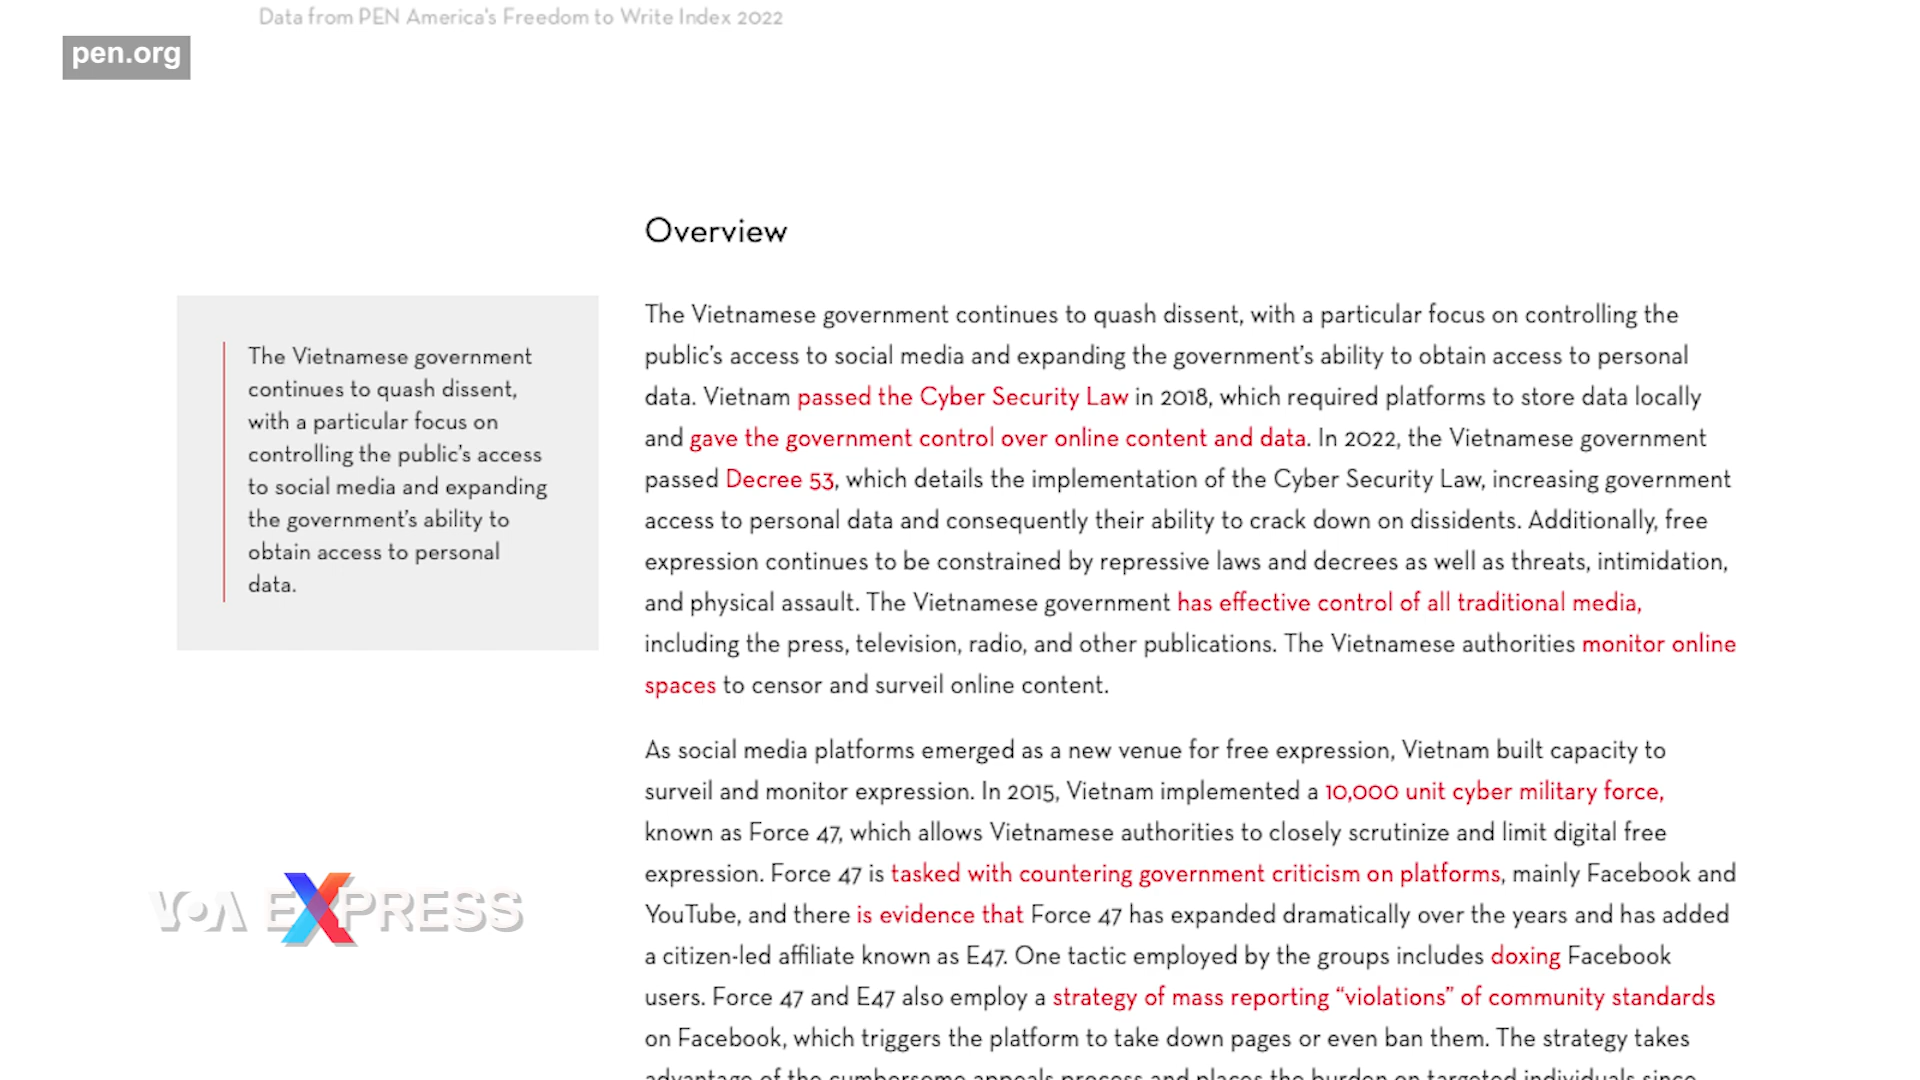 Data from PEN America's Freedom to Write Index 2022
pen.org
Overview
The Vietnamese government
continues to quash dissent,
with a particular focus on
controlling the public's access
to social media and expanding
the government's ability to
obtain access to personal
data.
The Vietnamese government continues to quash dissent, with a particular focus on controlling the
public's access to social media and expanding the government's ability to obtain access to personal
data. Vietnam passed the Cyber Security Law in 2018, which required platforms to store data locally
and gave the government control over online content and data. In 2022, the Vietnamese government
passed Decree 53, which details the implementation of the Cyber Security Law, increasing government
access to personal data and consequently their ability to crack down on dissidents. Additionally, free
expression continues to be constrained by repressive laws and decrees as well as threats, intimidation,
and physical assault. The Vietnamese government has effective control of all traditional media,
including the press, television, radio, and other publications. The Vietnamese authorities monitor online
spaces to censor and surveil online content.
As social media platforms emerged as a new venue for free expression, Vietnam built capacity to
surveil and monitor expression. In 2015, Vietnam implemented a 10,000 unit cyber military force,
known as Force 47, which allows Vietnamese authorities to closely scrutinize and limit digital free
expression. Force 47 is tasked with countering government criticism on platforms, mainly Facebook and
YouTube, and there is evidence that Force 47 has expanded dramatically over the years and has added
a citizen-led affiliate known as E47. One tactic employed by the groups includes doxing Facebook
users. Force 47 and E47 also employ a strategy of mass reporting “violations” of community standards
on Facebook, which triggers the platform to take down pages or even ban them. The strategy takes
advantage of the cumbersome appeals process and places the burden on targeted individuals since
VOA EXPRESS